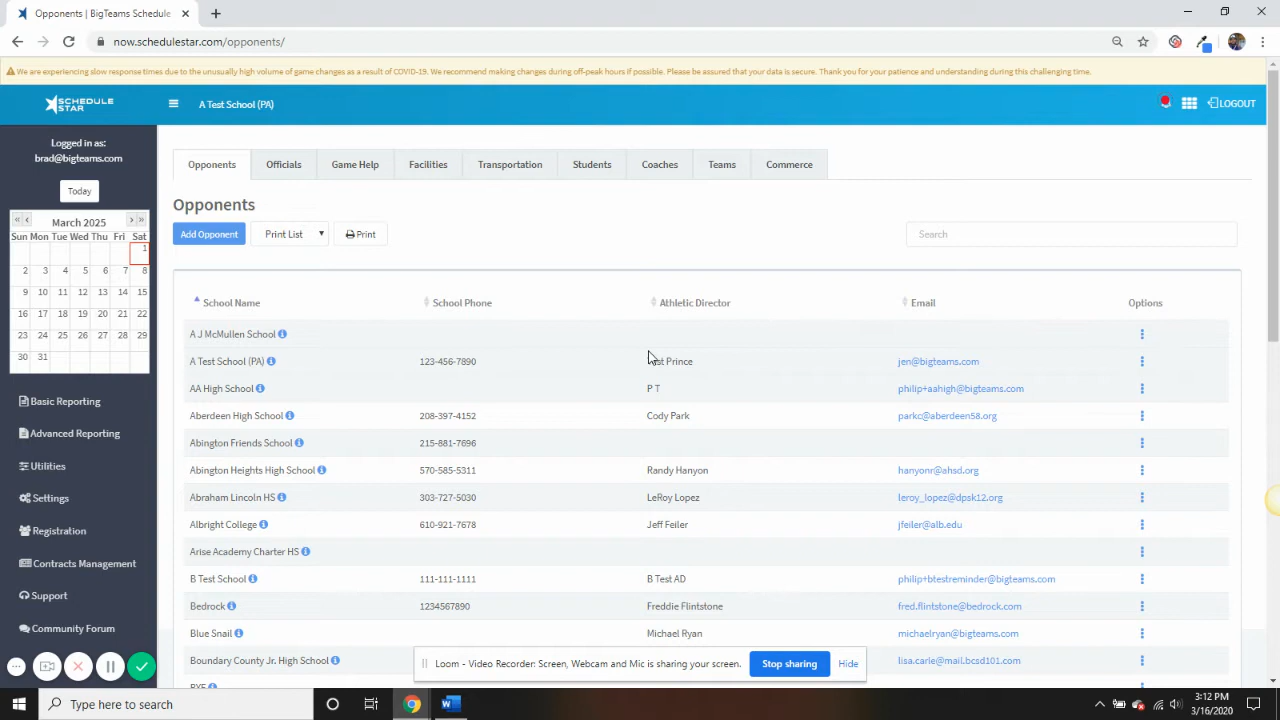 Opponents | BigTeams Schedule
now.schedulestar.com/opponents/
We are experiencing slow response times due to the unusually high volume of game changes as a result of COVID-19. We recommend making changes during off-peak hours if possible. Please be assured that your data is secure. Thank you for your patience and understanding during this challenging time.
SCHEDULE STAR
A Test School (PA)
LOGOUT
Logged in as:
brad@bigteams.com
Today
March 2025
Sun Mon Tue Wed Thu Fri Sat
1
2 3 4 5 6 7 8
9 10 11 12 13 14 15
16 17 18 19 20 21 22
23 24 25 26 27 28 29
30 31
Basic Reporting
Advanced Reporting
Utilities
Settings
Registration
Contracts Management
Support
Community Forum
Opponents Officials Game Help Facilities Transportation Students Coaches Teams Commerce
Opponents
Add Opponent Print List Print Search
School Name School Phone Athletic Director Email Options
A J McMullen School
A Test School (PA) 123-456-7890 Prince jen@bigteams.com
AA High School P T philip+aahigh@bigteams.com
Aberdeen High School 208-397-4152 Cody Park parkc@aberdeen58.org
Abington Friends School 215-881-7696
Abington Heights High School 570-585-5311 Randy Hanyon hanyonr@ahsd.org
Abraham Lincoln HS 303-727-5030 LeRoy Lopez leroy_lopez@dpsk12.org
Albright College 610-921-7678 Jeff Feiler jfeiler@alb.edu
Arise Academy Charter HS
B Test School 111-111-1111 B Test AD philip+btestreminder@bigteams.com
Bedrock 1234567890 Freddie Flintstone fred.flintstone@bedrock.com
Blue Snail Michael Ryan michaelryan@bigteams.com
Boundary County Jr. High School lisa.carle@mail.bcsd101.com
Loom - Video Recorder: Screen, Webcam and Mic is sharing your screen. Stop sharing Hide
Type here to search
3:12 PM
3/16/2020